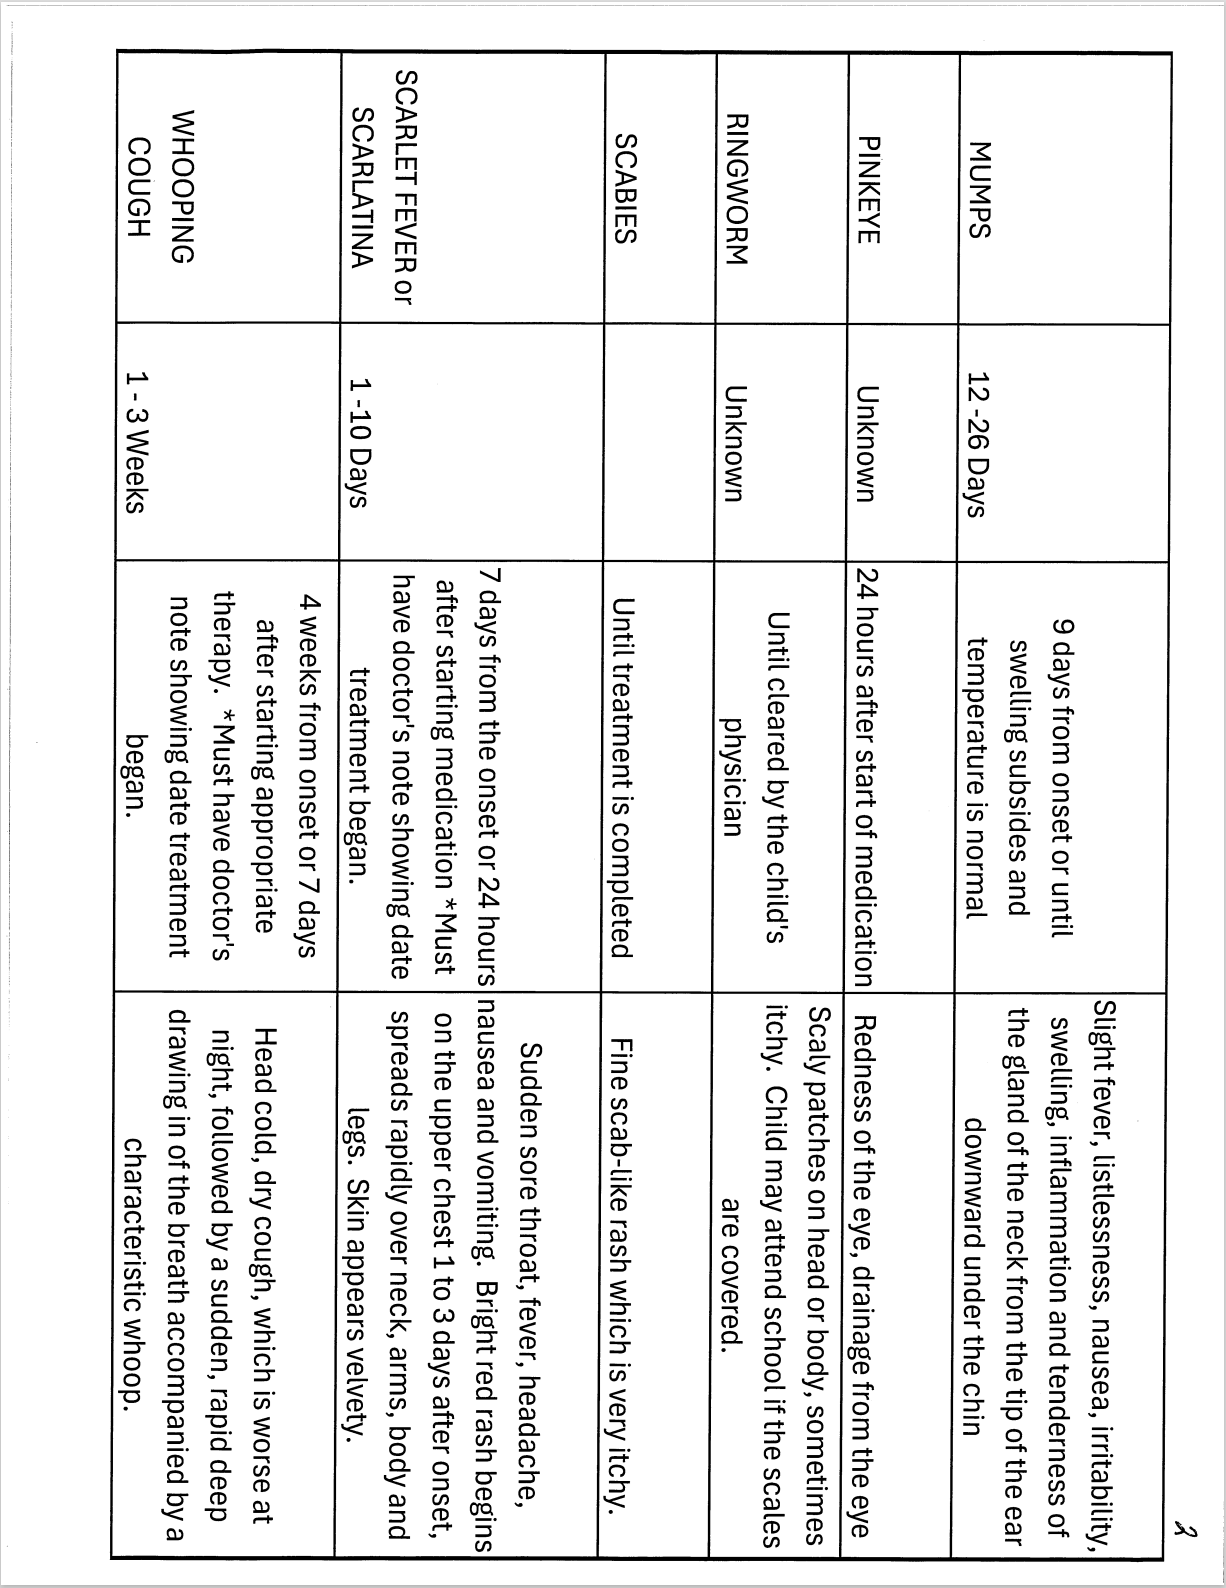 2
MUMPS
12 -26 Days
9 days from onset or until
swelling subsides and
temperature is normal
Slight fever, listlessness, nausea, irritability,
swelling, inflammation and tenderness of
the gland of the neck from the tip of the ear
downward under the chin
PINKEYE
Unknown
24 hours after start of medication
Redness of the eye, drainage from the eye
RINGWORM
Unknown
Until cleared by the child's
physician
Scaly patches on head or body, sometimes
itchy.  Child may attend school if the scales
are covered.
SCABIES
Until treatment is completed
Fine scab-like rash which is very itchy.
SCARLET FEVER or
SCARLATINA
1 -10 Days
7 days from the onset or 24 hours
after starting medication *Must
have doctor's note showing date
treatment began.
Sudden sore throat, fever, headache,
nausea and vomiting.  Bright red rash begins
on the upper chest 1 to 3 days after onset,
spreads rapidly over neck, arms, body and
legs.  Skin appears velvety.
WHOOPING
COUGH
1 - 3 Weeks
4 weeks from onset or 7 days
after starting appropriate
therapy.  *Must have doctor's
note showing date treatment
began.
Head cold, dry cough, which is worse at
night, followed by a sudden, rapid deep
drawing in of the breath accompanied by a
characteristic whoop.